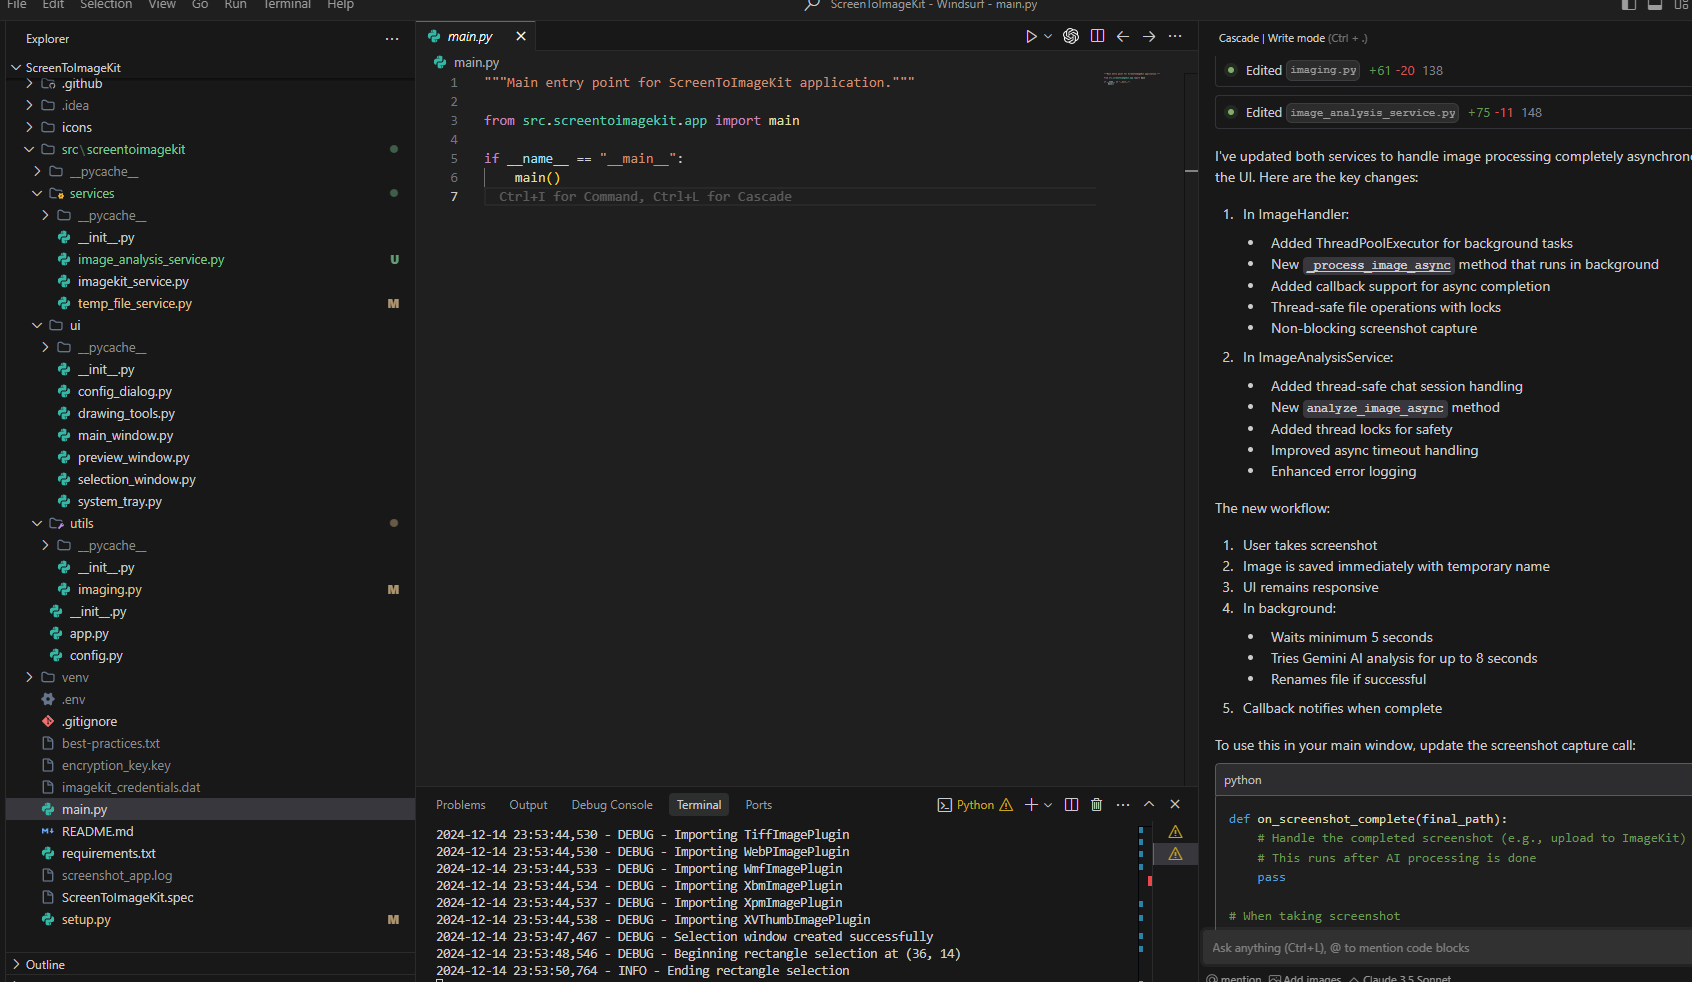 File Edit Selection View Go Run Terminal Help
ScreenToImageKit - Windsurf - main.py
Explorer
ScreenToImageKit
.github
.idea
icons
src\screentoimagekit
__pycache__
services
__pycache__
__init__.py
image_analysis_service.py U
imagekit_service.py
temp_file_service.py M
ui
__pycache__
__init__.py
config_dialog.py
drawing_tools.py
main_window.py
preview_window.py
selection_window.py
system_tray.py
utils
__pycache__
__init__.py
imaging.py M
__init__.py
app.py
config.py
venv
.env
.gitignore
best-practices.txt
encryption_key.key
imagekit_credentials.dat
main.py
README.md
requirements.txt
screenshot_app.log
ScreenToImageKit.spec
setup.py M
Outline
main.py
main.py
1 """Main entry point for ScreenToImageKit application."""
2
3 from src.screentoimagekit.app import main
4
5 if __name__ == "__main__":
6 main()
7 Ctrl+I for Command, Ctrl+L for Cascade
Problems Output Debug Console Terminal Ports
Python
2024-12-14 23:53:44,530 - DEBUG - Importing TiffImagePlugin
2024-12-14 23:53:44,530 - DEBUG - Importing WebPImagePlugin
2024-12-14 23:53:44,533 - DEBUG - Importing WmfImagePlugin
2024-12-14 23:53:44,534 - DEBUG - Importing XbmImagePlugin
2024-12-14 23:53:44,537 - DEBUG - Importing XpmImagePlugin
2024-12-14 23:53:44,538 - DEBUG - Importing XVThumbImagePlugin
2024-12-14 23:53:47,467 - DEBUG - Selection window created successfully
2024-12-14 23:53:48,546 - DEBUG - Beginning rectangle selection at (36, 14)
2024-12-14 23:53:50,764 - INFO - Ending rectangle selection
Cascade | Write mode (Ctrl + .)
Edited imaging.py +61 -20 138
Edited image_analysis_service.py +75 -11 148
I've updated both services to handle image processing completely asynchron
the UI. Here are the key changes:
1. In ImageHandler:
• Added ThreadPoolExecutor for background tasks
• New _process_image_async method that runs in background
• Added callback support for async completion
• Thread-safe file operations with locks
• Non-blocking screenshot capture
2. In ImageAnalysisService:
• Added thread-safe chat session handling
• New analyze_image_async method
• Added thread locks for safety
• Improved async timeout handling
• Enhanced error logging
The new workflow:
1. User takes screenshot
2. Image is saved immediately with temporary name
3. UI remains responsive
4. In background:
• Waits minimum 5 seconds
• Tries Gemini AI analysis for up to 8 seconds
• Renames file if successful
5. Callback notifies when complete
To use this in your main window, update the screenshot capture call:
python
def on_screenshot_complete(final_path):
# Handle the completed screenshot (e.g., upload to ImageKit)
# This runs after AI processing is done
pass
# When taking screenshot
Ask anything (Ctrl+L), @ to mention code blocks
mention Add images Claude 3.5 Sonnet